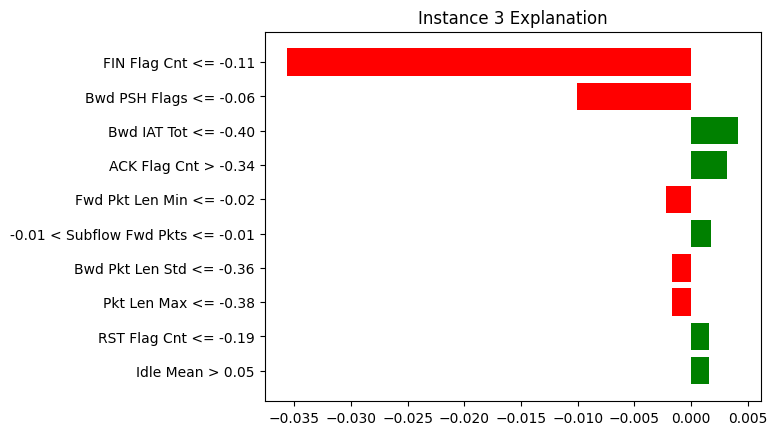 Instance 3 Explanation
FIN Flag Cnt <= -0.11
Bwd PSH Flags <= -0.06
Bwd IAT Tot <= -0.40
ACK Flag Cnt > -0.34
Fwd Pkt Len Min <= -0.02
-0.01 < Subflow Fwd Pkts <= -0.01
Bwd Pkt Len Std <= -0.36
Pkt Len Max <= -0.38
RST Flag Cnt <= -0.19
Idle Mean > 0.05
−0.035 −0.030 −0.025 −0.020 −0.015 −0.010 −0.005 0.000 0.005